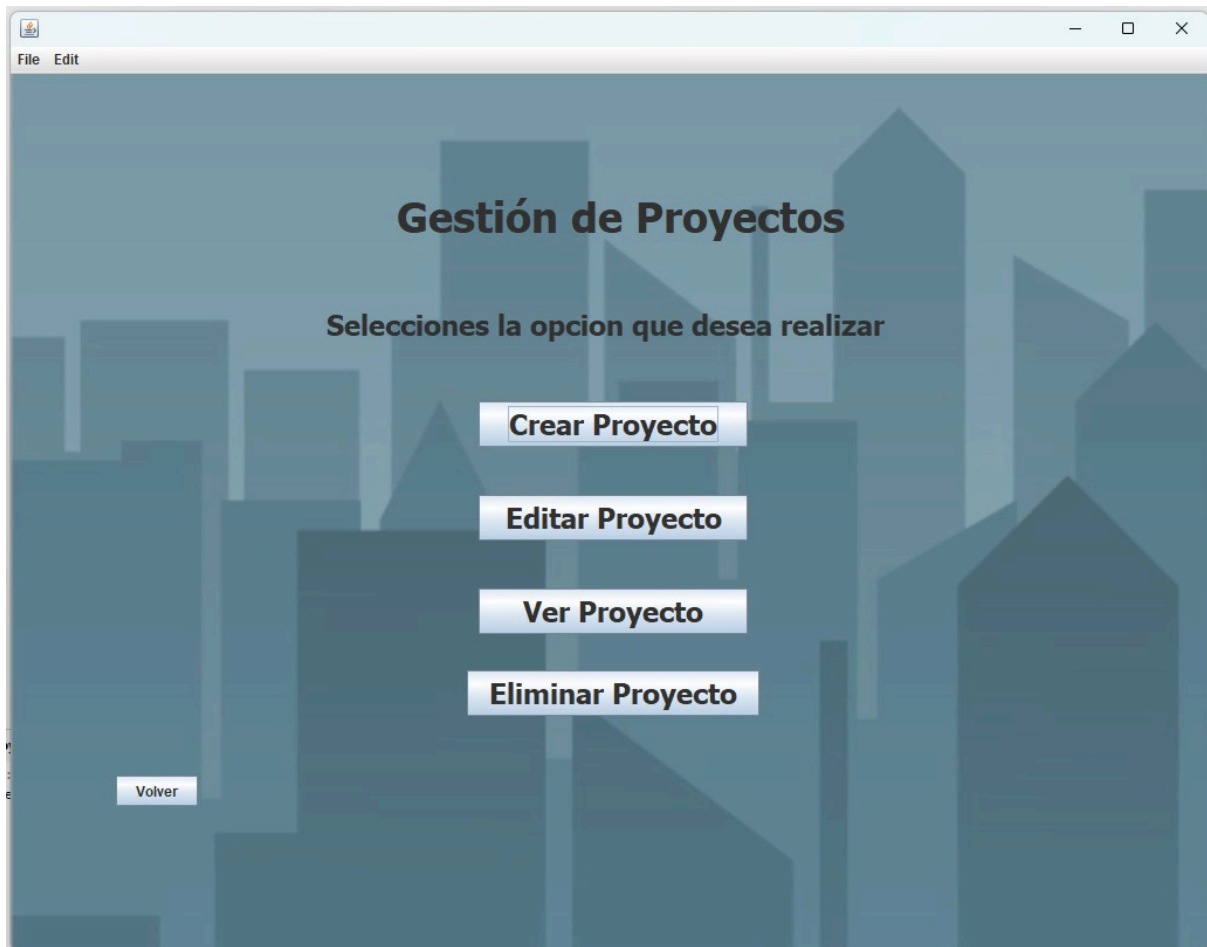 File Edit
Gestión de Proyectos
Selecciones la opcion que desea realizar
Crear Proyecto
Editar Proyecto
Ver Proyecto
Eliminar Proyecto
Volver